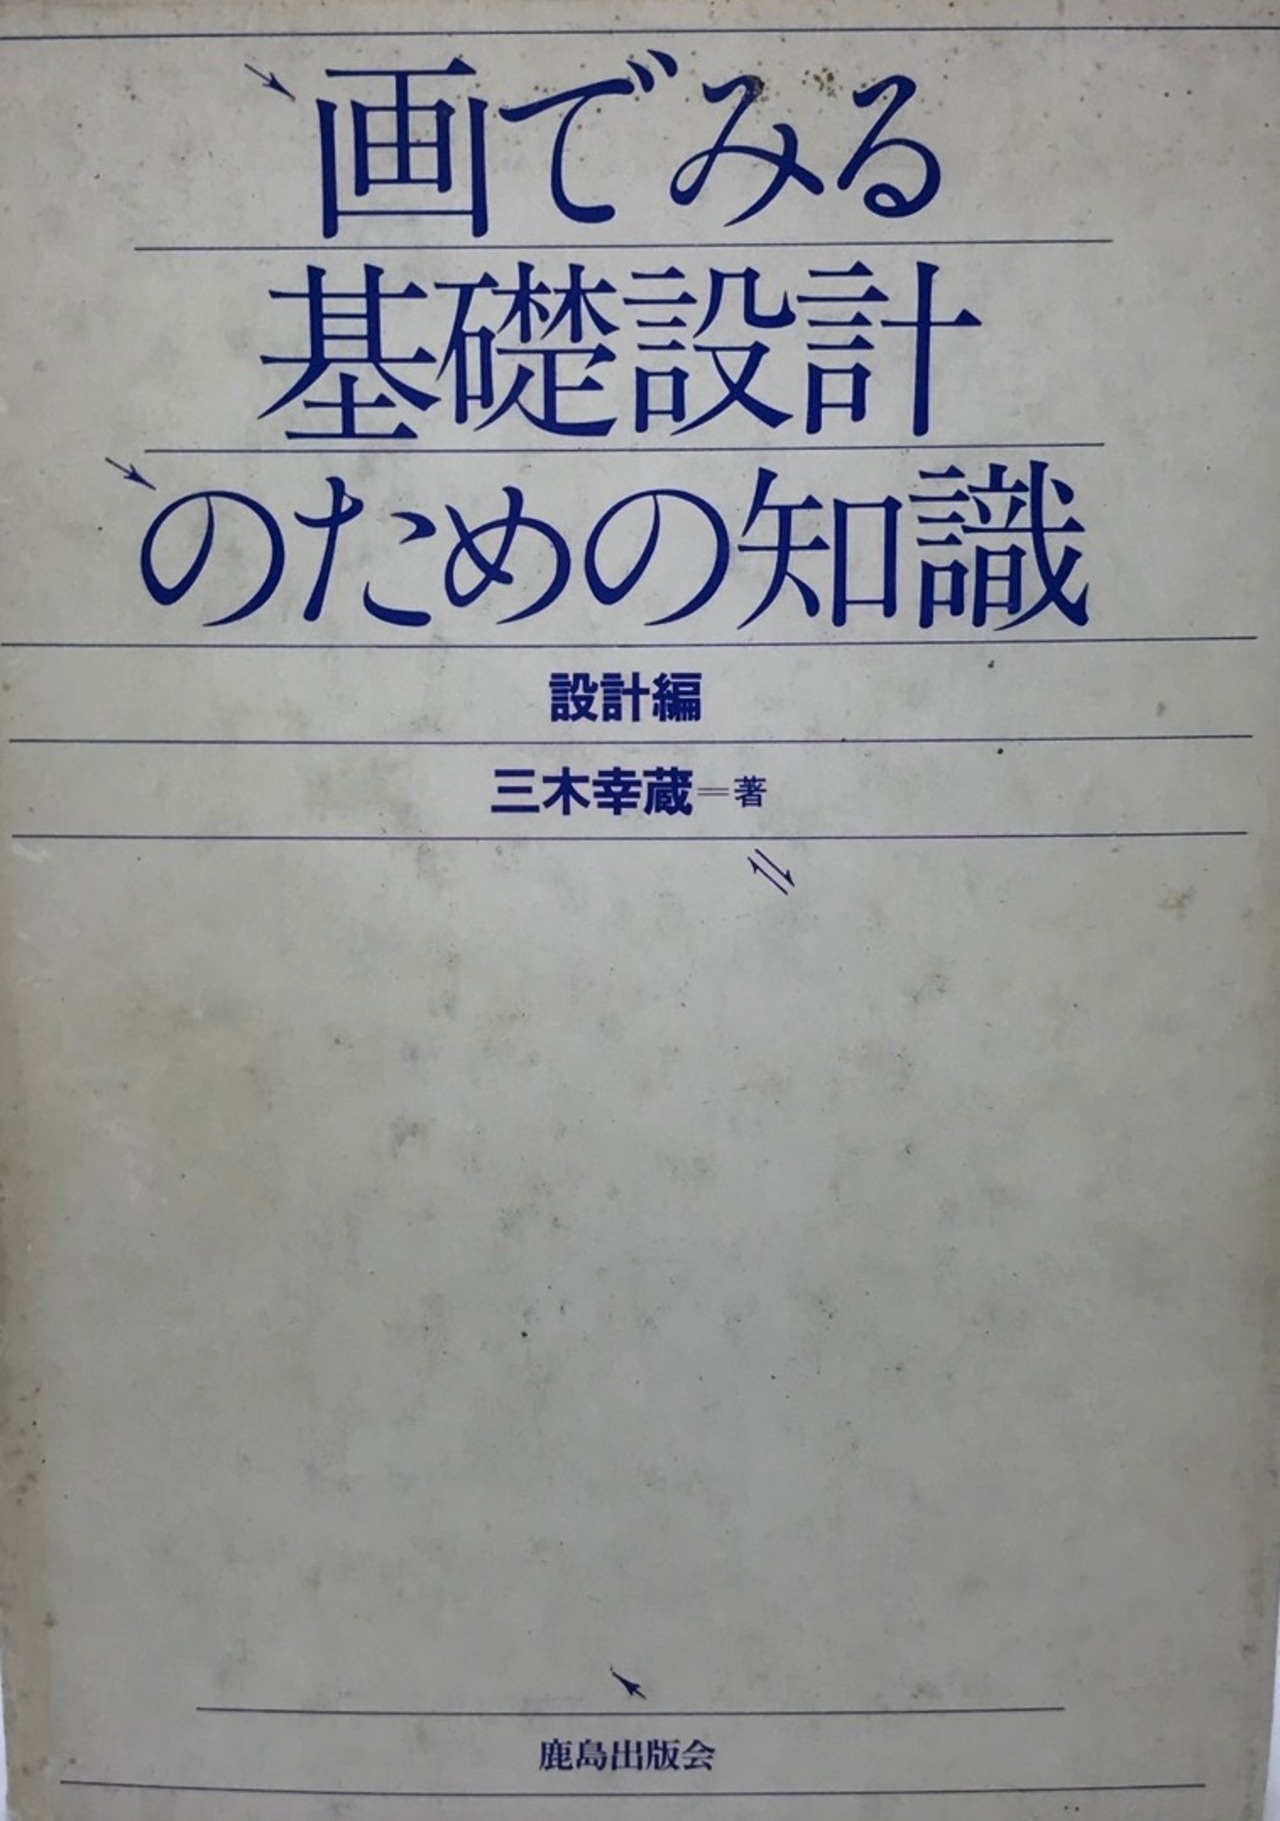 画でみる
基礎設計
のための知識
設計編
三木幸蔵＝著
鹿島出版会